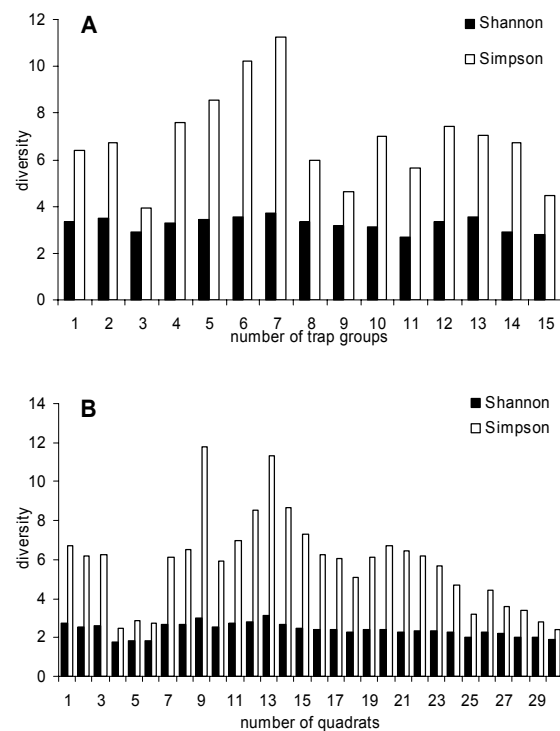 A
Shannon
Simpson
12
10
8
6
4
2
0
diversity
1 2 3 4 5 6 7 8 9 10 11 12 13 14 15
number of trap groups
B
Shannon
Simpson
14
12
10
8
6
4
2
0
diversity
1 3 5 7 9 11 13 15 17 19 21 23 25 27 29
number of quadrats